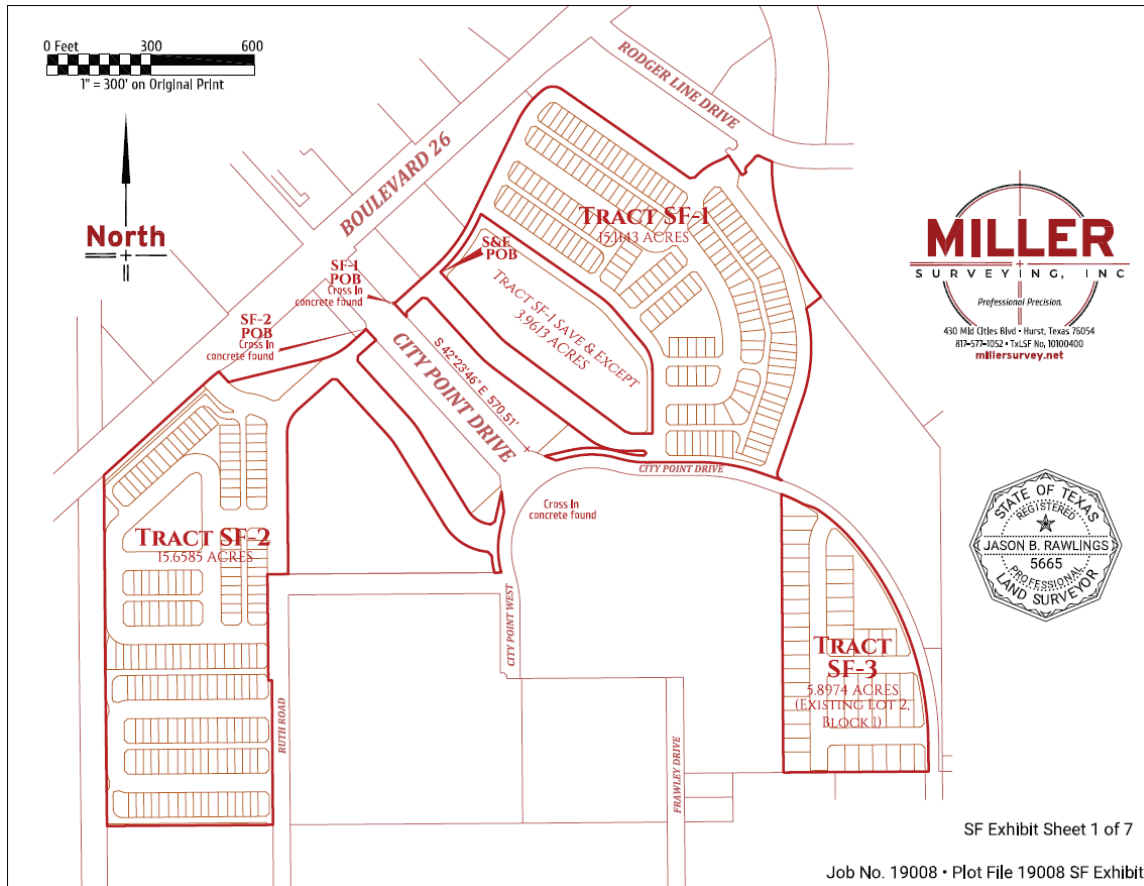 0 Feet 300 600
1" = 300' on Original Print
North
BOULEVARD 26
RODGER LINE DRIVE
TRACT SF-1
15.1143 ACRES
S&E
POB
SF-1
POB
Cross In
concrete found
TRACT SF-1 SAVE & EXCEPT
3.9613 ACRES
SF-2
POB
Cross In
concrete found
S 42°23'46" E 570.51'
CITY POINT DRIVE
CITY POINT DRIVE
Cross In
concrete found
TRACT SF-2
15.6585 ACRES
CITY POINT WEST
RUTH ROAD
FRAWLEY DRIVE
TRACT
SF-3
5.8974 ACRES
(EXISTING LOT 2,
BLOCK 1)
MILLER
SURVEYING, INC
Professional Precision.
430 Mid Cities Blvd • Hurst, Texas 76054
817-577-1052 • TxLSF No, 10100400
millersurvey.net
STATE OF TEXAS
REGISTERED
JASON B. RAWLINGS
5665
PROFESSIONAL
LAND SURVEYOR
SF Exhibit Sheet 1 of 7
Job No. 19008 • Plot File 19008 SF Exhibit